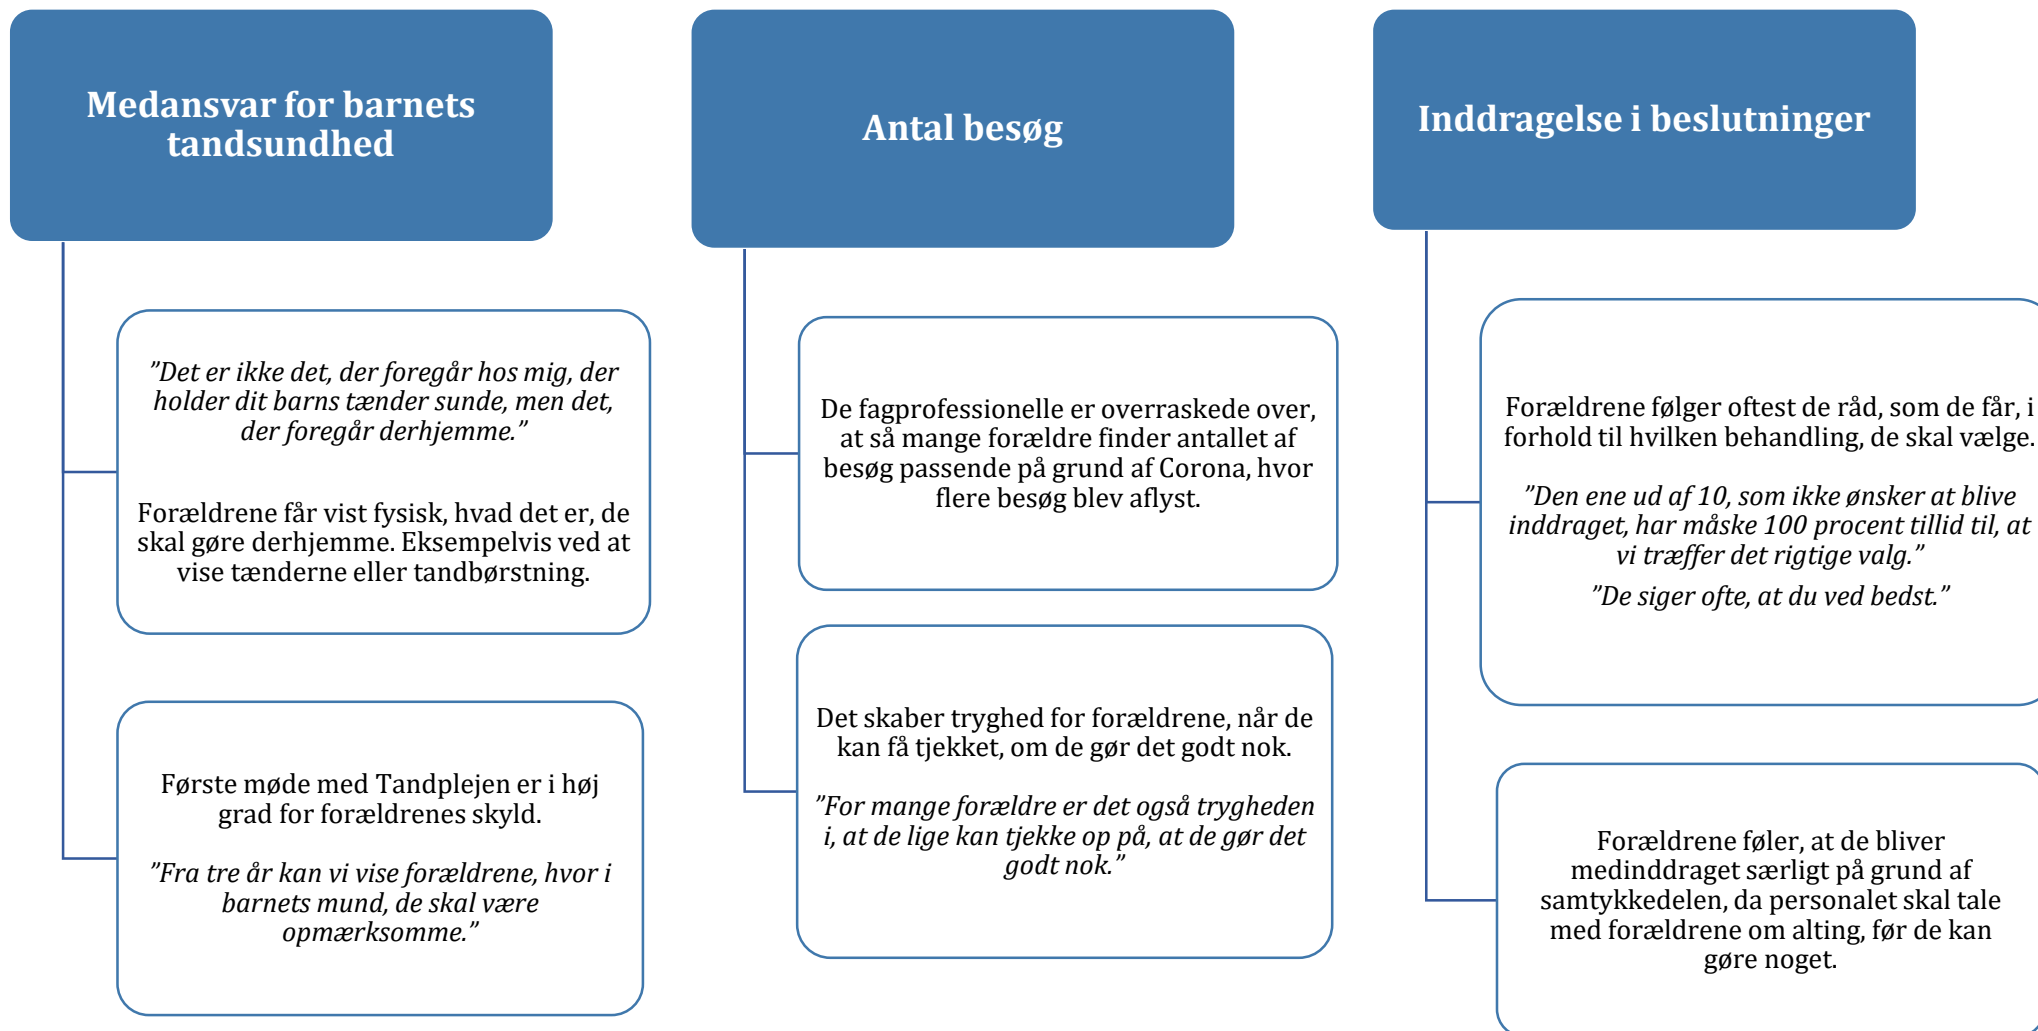 Medansvar for barnets
tandsundhed
”Det er ikke det, der foregår hos mig, der
holder dit barns tænder sunde, men det,
der foregår derhjemme.”
Forældrene får vist fysisk, hvad det er, de
skal gøre derhjemme. Eksempelvis ved at
vise tænderne eller tandbørstning.
Første møde med Tandplejen er i høj
grad for forældrenes skyld.
”Fra tre år kan vi vise forældrene, hvor i
barnets mund, de skal være
opmærksomme.”
Antal besøg
De fagprofessionelle er overraskede over,
at så mange forældre finder antallet af
besøg passende på grund af Corona, hvor
flere besøg blev aflyst.
Det skaber tryghed for forældrene, når de
kan få tjekket, om de gør det godt nok.
”For mange forældre er det også trygheden
i, at de lige kan tjekke op på, at de gør det
godt nok.”
Inddragelse i beslutninger
Forældrene følger oftest de råd, som de får, i
forhold til hvilken behandling, de skal vælge.
”Den ene ud af 10, som ikke ønsker at blive
inddraget, har måske 100 procent tillid til, at
vi træffer det rigtige valg.”
”De siger ofte, at du ved bedst.”
Forældrene føler, at de bliver
medinddraget særligt på grund af
samtykkedelen, da personalet skal tale
med forældrene om alting, før de kan
gøre noget.